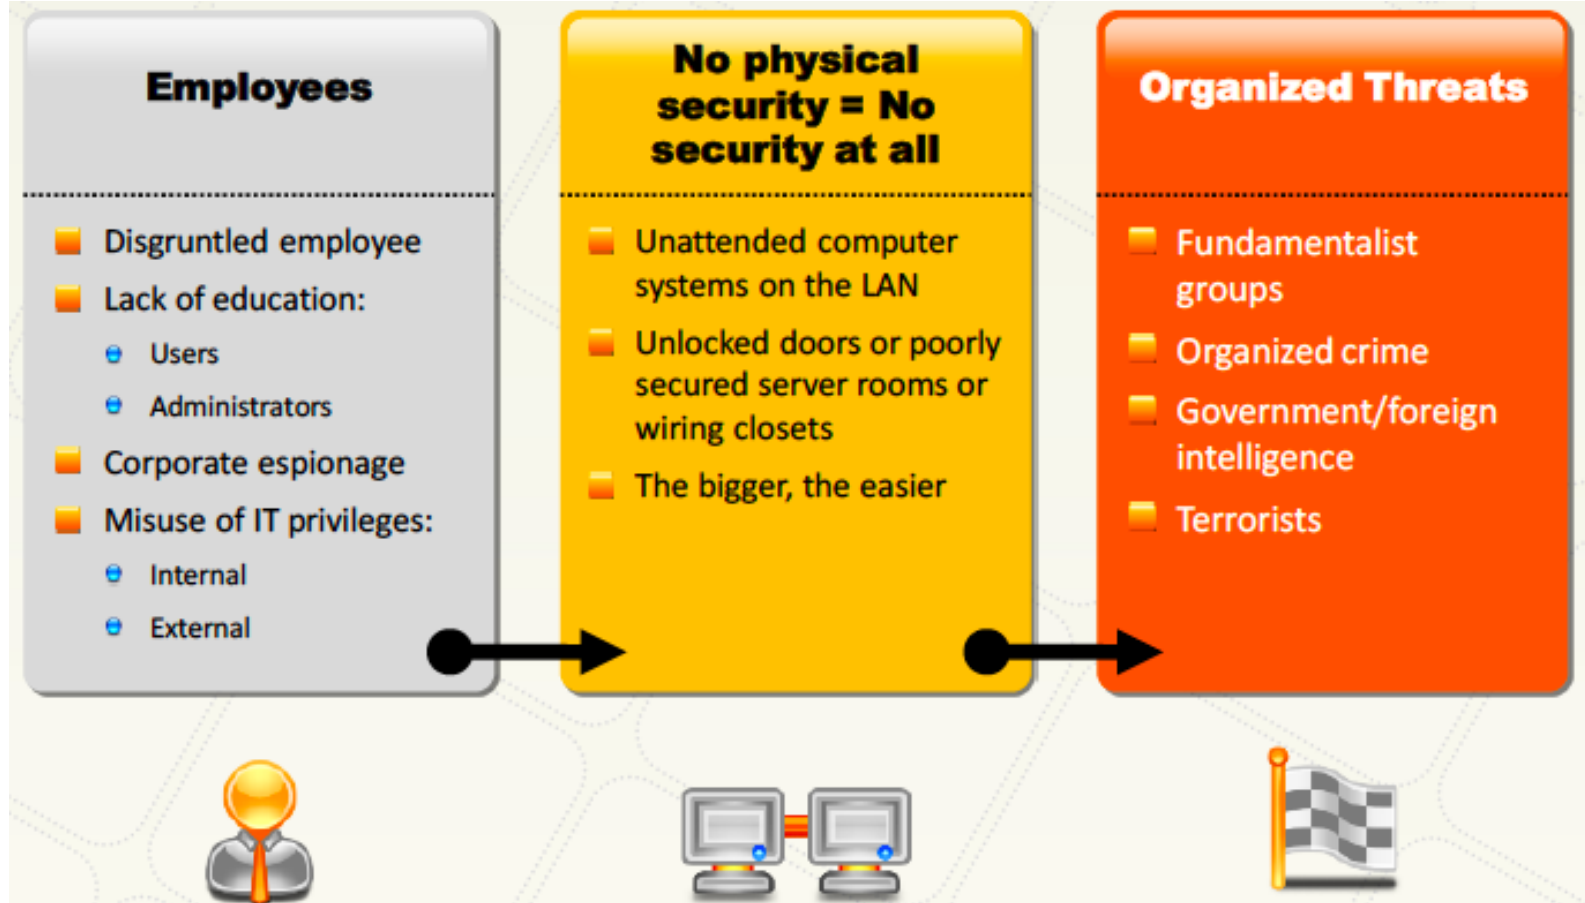 Employees
Disgruntled employee
Lack of education:
Users
Administrators
Corporate espionage
Misuse of IT privileges:
Internal
External
No physical
security = No
security at all
Unattended computer
systems on the LAN
Unlocked doors or poorly
secured server rooms or
wiring closets
The bigger, the easier
Organized Threats
Fundamentalist
groups
Organized crime
Government/foreign
intelligence
Terrorists